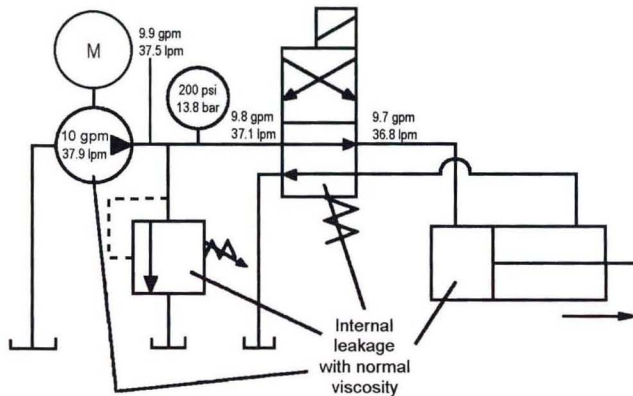 M
9.9 gpm
37.5 lpm
10 gpm
37.9 lpm
200 psi
13.8 bar
9.8 gpm
37.1 lpm
9.7 gpm
36.8 lpm
Internal
leakage
with normal
viscosity